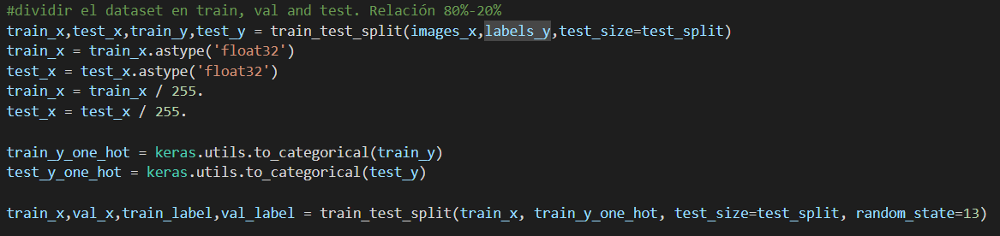 #dividir el dataset en train, val and test. Relación 80%-20%
train_x,test_x,train_y,test_y = train_test_split(images_x,labels_y,test_size=test_split)
train_x = train_x.astype('float32')
test_x = test_x.astype('float32')
train_x = train_x / 255.
test_x = test_x / 255.
train_y_one_hot = keras.utils.to_categorical(train_y)
test_y_one_hot = keras.utils.to_categorical(test_y)
train_x,val_x,train_label,val_label = train_test_split(train_x, train_y_one_hot, test_size=test_split, random_state=13)